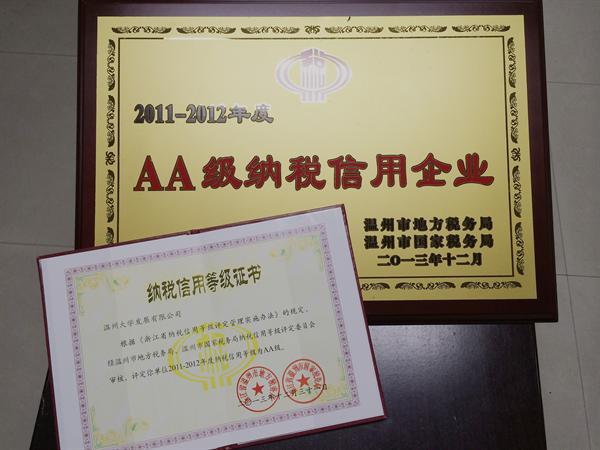 2011-2012年度
AA级纳税信用企业
温州市地方税务局
温州市国家税务局
二〇一三年十二月
纳税信用等级证书
温州大学发展有限公司
根据《浙江省纳税信用等级评定管理实施办法》的规定,
经温州市地方税务局、温州市国家税务局纳税信用等级评定委员会
审核,评定你单位2011-2012年度纳税信用等级为AA级。